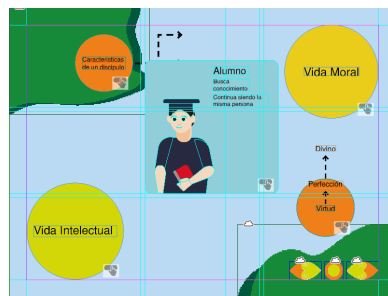 Características
de un discípulo
Alumno
Busca
conocimiento
Continua siendo la
misma persona
Vida Moral
Divino
Perfección
Virtud
Vida Intelectual